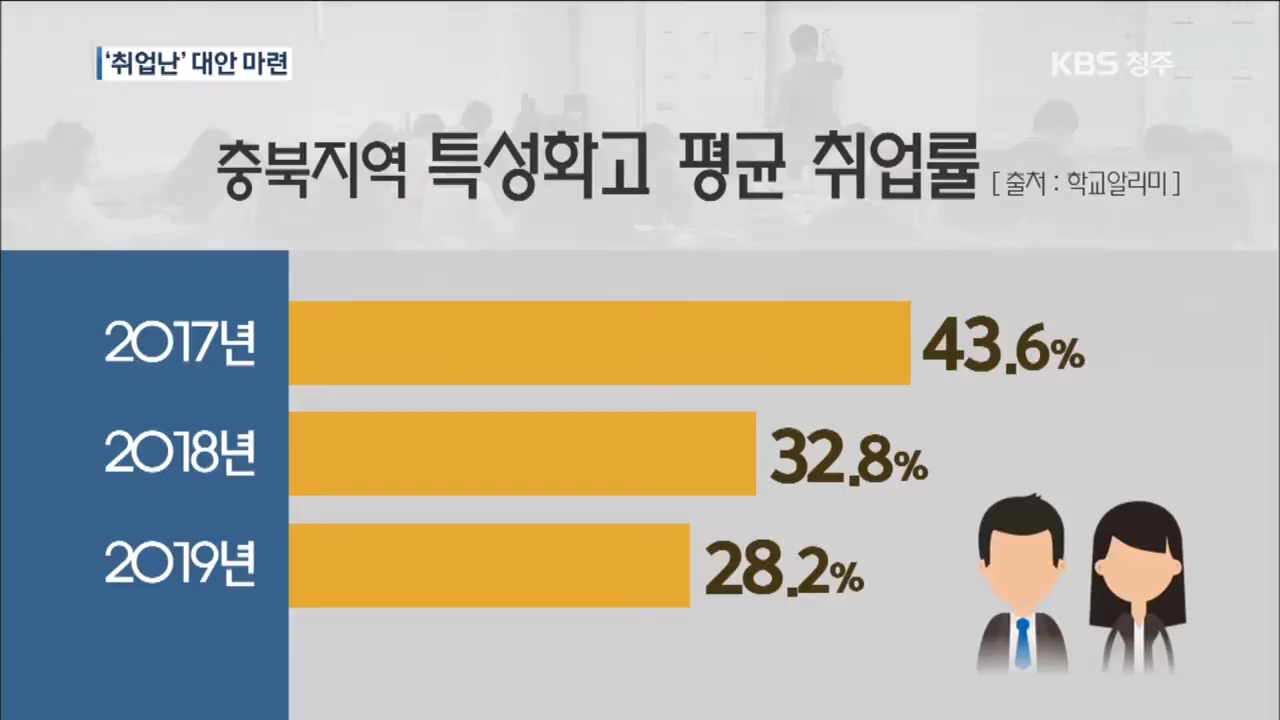 ‘취업난’ 대안 마련
KBS 청주
충북지역 특성화고 평균 취업률 [ 출처 : 학교알리미 ]
2017년 43.6%
2018년 32.8%
2019년 28.2%